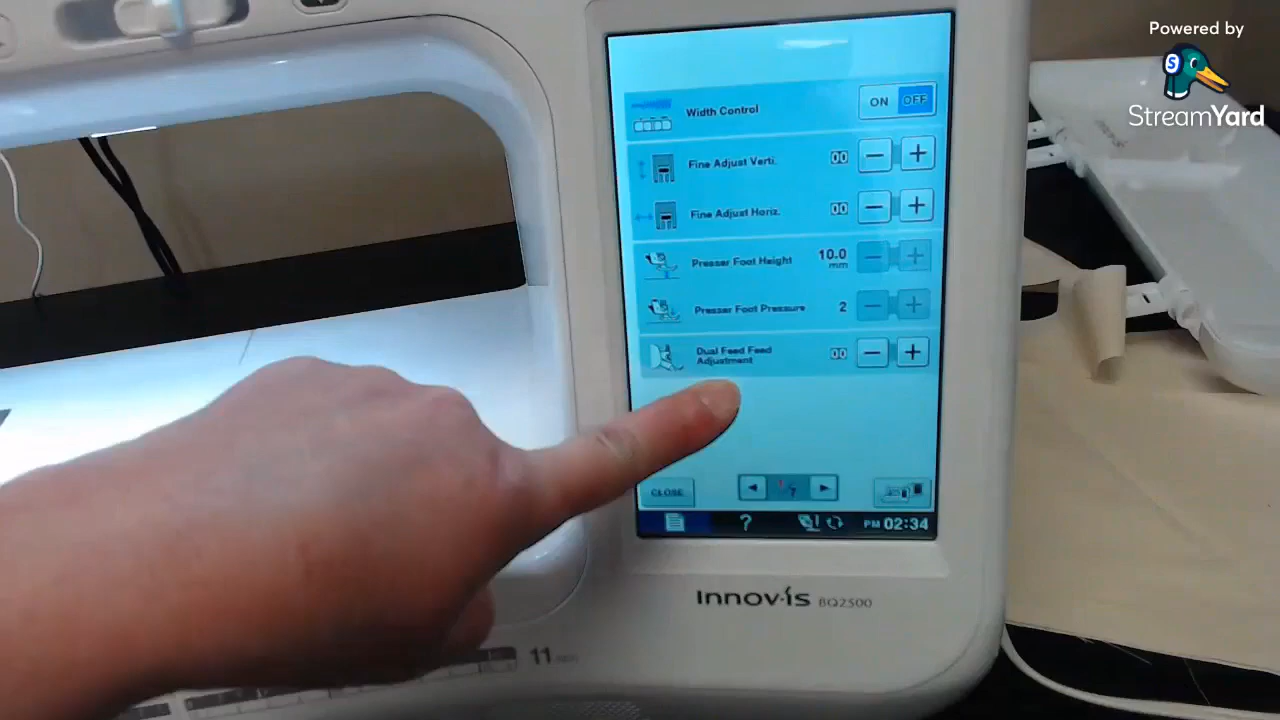 Powered by
StreamYard
Width Control ON OFF
Fine Adjust Verti. 00 − +
Fine Adjust Horiz. 00 − +
Presser Foot Height 10.0 mm − +
Presser Foot Pressure 2 − +
Dual Feed Feed
Adjustment 00 − +
CLOSE
? PM 02:34
INNOV-ÍS BQ2500
11